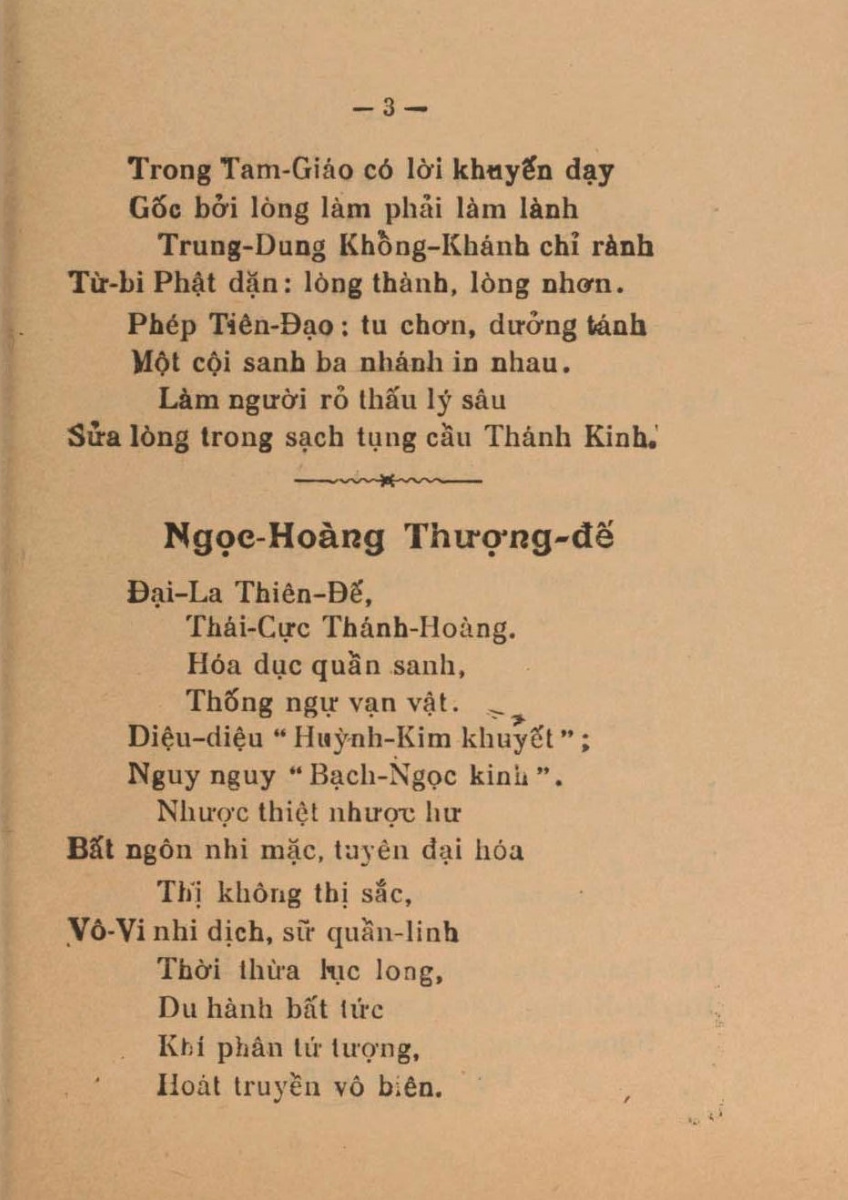 — 3 —
Trong Tam-Giáo có lời khuyến dạy
Gốc bởi lòng làm phải làm lành
Trung-Dung Khồng-Khánh chỉ rành
Từ-bi Phật dặn: lòng thành, lòng nhơn.
Phép Tiên-Đạo: tu chơn, dưởng tánh
Một cội sanh ba nhánh in nhau.
Làm người rỏ thấu lý sâu
Sửa lòng trong sạch tụng cầu Thánh Kinh.
Ngọc-Hoàng Thượng-đế
Đại-La Thiên-Đế,
Thái-Cực Thánh-Hoàng.
Hóa dục quần sanh,
Thống ngự vạn vật.
Diệu-diệu “Huỳnh-Kim khuyết”;
Nguy nguy “Bạch-Ngọc kinh”.
Nhược thiệt nhược hư
Bất ngôn nhi mặc, tuyên đại hóa
Thị không thị sắc,
Vô-Vi nhi dịch, sữ quần-linh
Thời thừa lục long,
Du hành bất tức
Khí phân tứ tượng,
Hoát truyền vô biên.